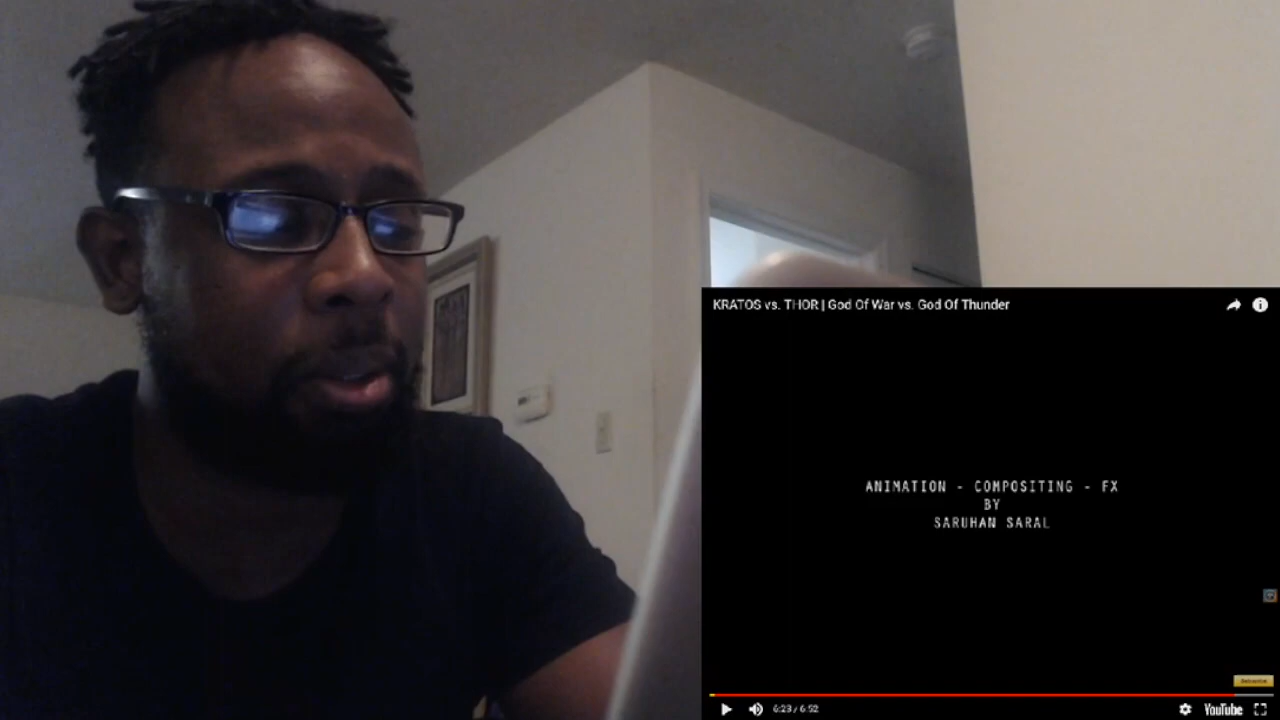 KRATOS vs. THOR | God Of War vs. God Of Thunder
ANIMATION - COMPOSITING - FX
BY
SARUHAN SARAL
Subscribe
6:23 / 6:52
YouTube